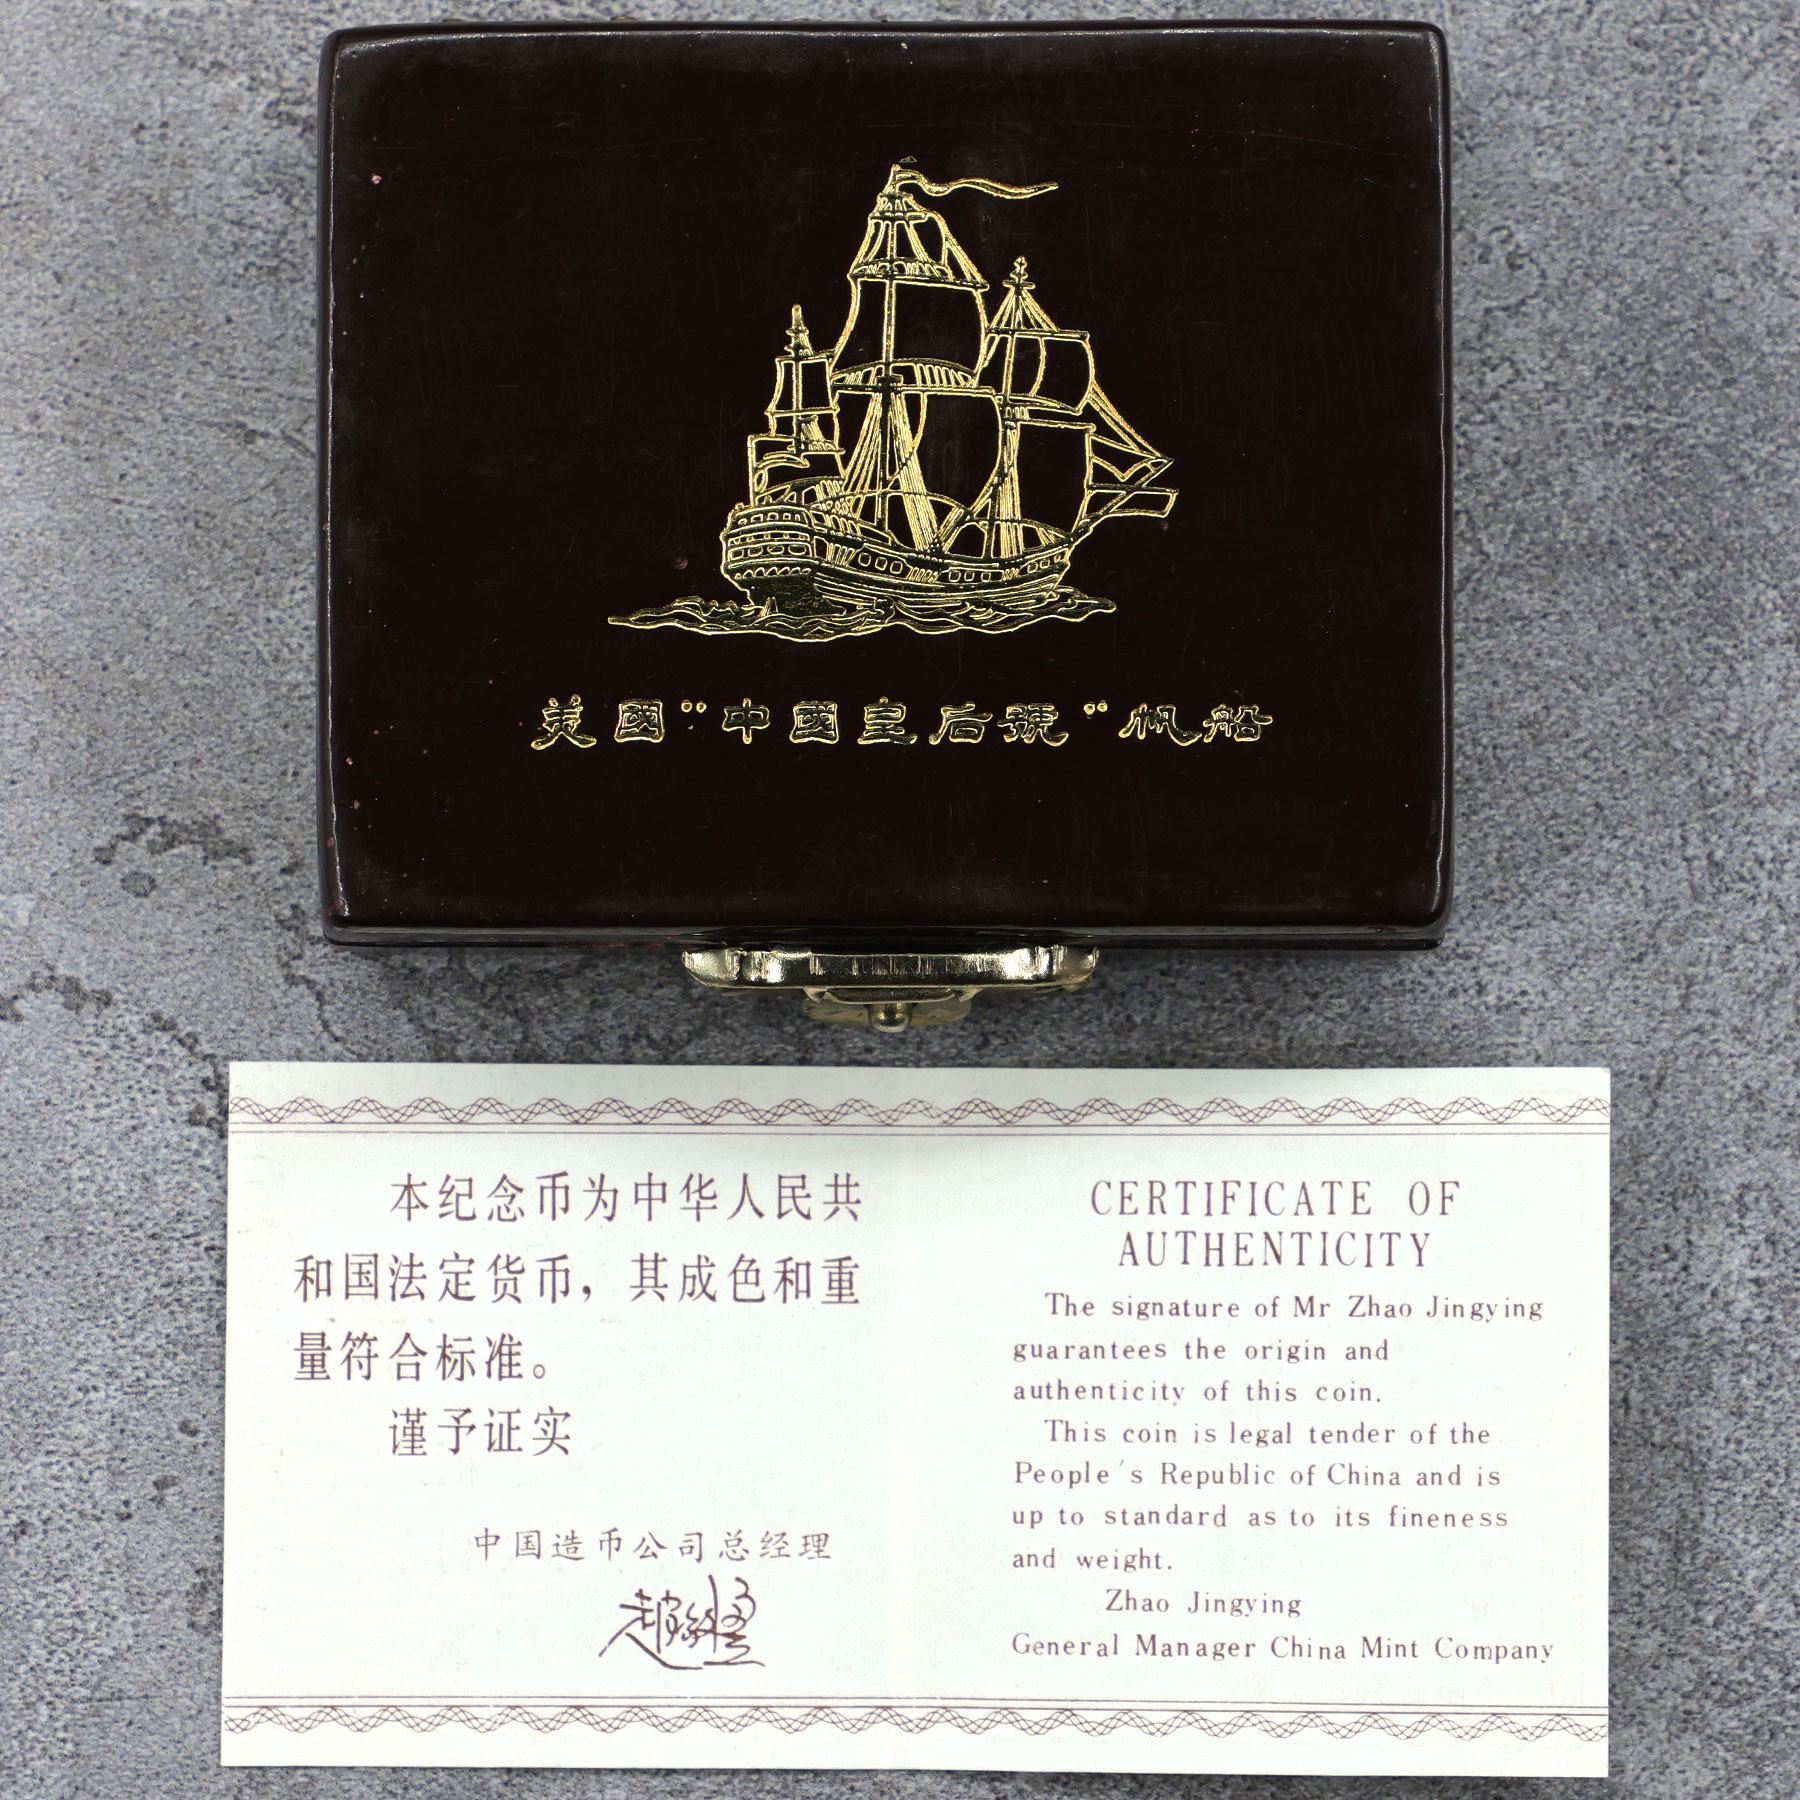 美國"中國皇后號"帆船
本纪念币为中华人民共
和国法定货币，其成色和重
量符合标准。
谨予证实
中国造币公司总经理
CERTIFICATE OF
AUTHENTICITY
The signature of Mr Zhao Jingying
guarantees the origin and
authenticity of this coin.
This coin is legal tender of the
People's Republic of China and is
up to standard as to its fineness
and weight.
Zhao Jingying
General Manager China Mint Company